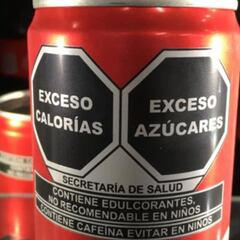 EXCESO
CALORÍAS
EXCESO
AZÚCARES
SECRETARÍA DE SALUD
CONTIENE EDULCORANTES,
NO RECOMENDABLE EN NIÑOS
CONTIENE CAFEÍNA EVITAR EN NIÑOS